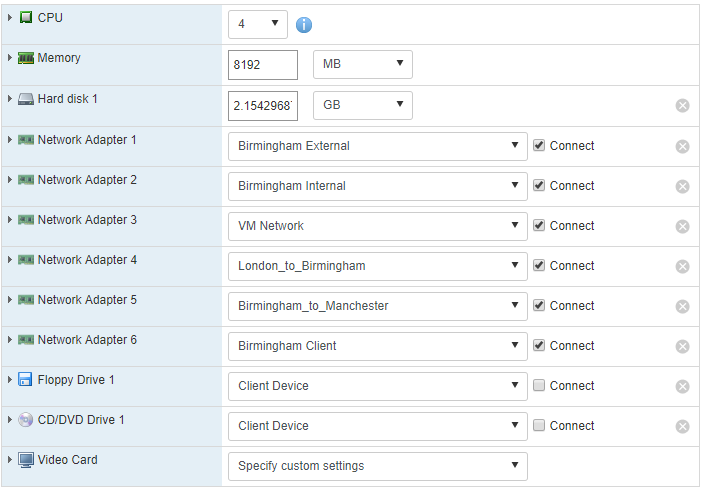 CPU 4
Memory 8192 MB
Hard disk 1 2.1542968 GB
Network Adapter 1 Birmingham External Connect
Network Adapter 2 Birmingham Internal Connect
Network Adapter 3 VM Network Connect
Network Adapter 4 London_to_Birmingham Connect
Network Adapter 5 Birmingham_to_Manchester Connect
Network Adapter 6 Birmingham Client Connect
Floppy Drive 1 Client Device Connect
CD/DVD Drive 1 Client Device Connect
Video Card Specify custom settings